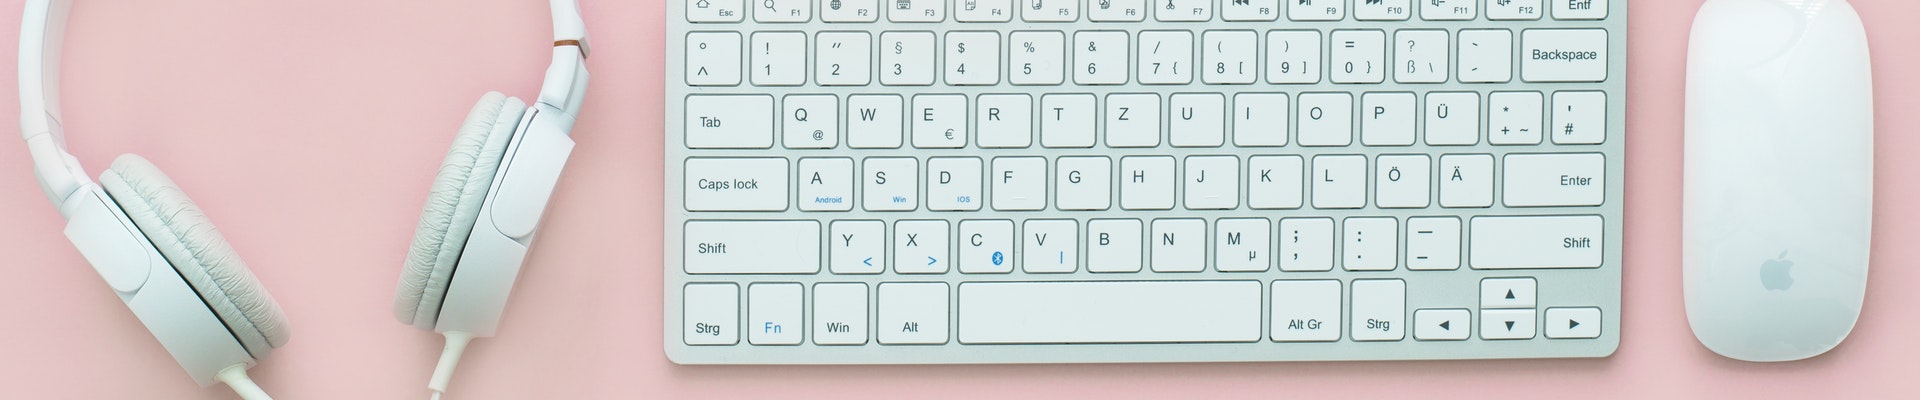 Esc F1 F2 F3 F4 F5 F6 F7 F8 F9 F10 F11 F12 Entf
° ! " § $ % & / ( ) = ? ` Backspace
^ 1 2 3 4 5 6 7 { 8 [ 9 ] 0 } ß \ -
Tab Q @ W E € R T Z U I O P Ü * + ~ ' #
Caps lock A S D F G H J K L Ö Ä Enter
Android Win IOS
Shift Y < X > C V | B N M µ ; , : . — _ Shift
Strg Fn Win Alt Alt Gr Strg ◄ ▲ ▼ ►